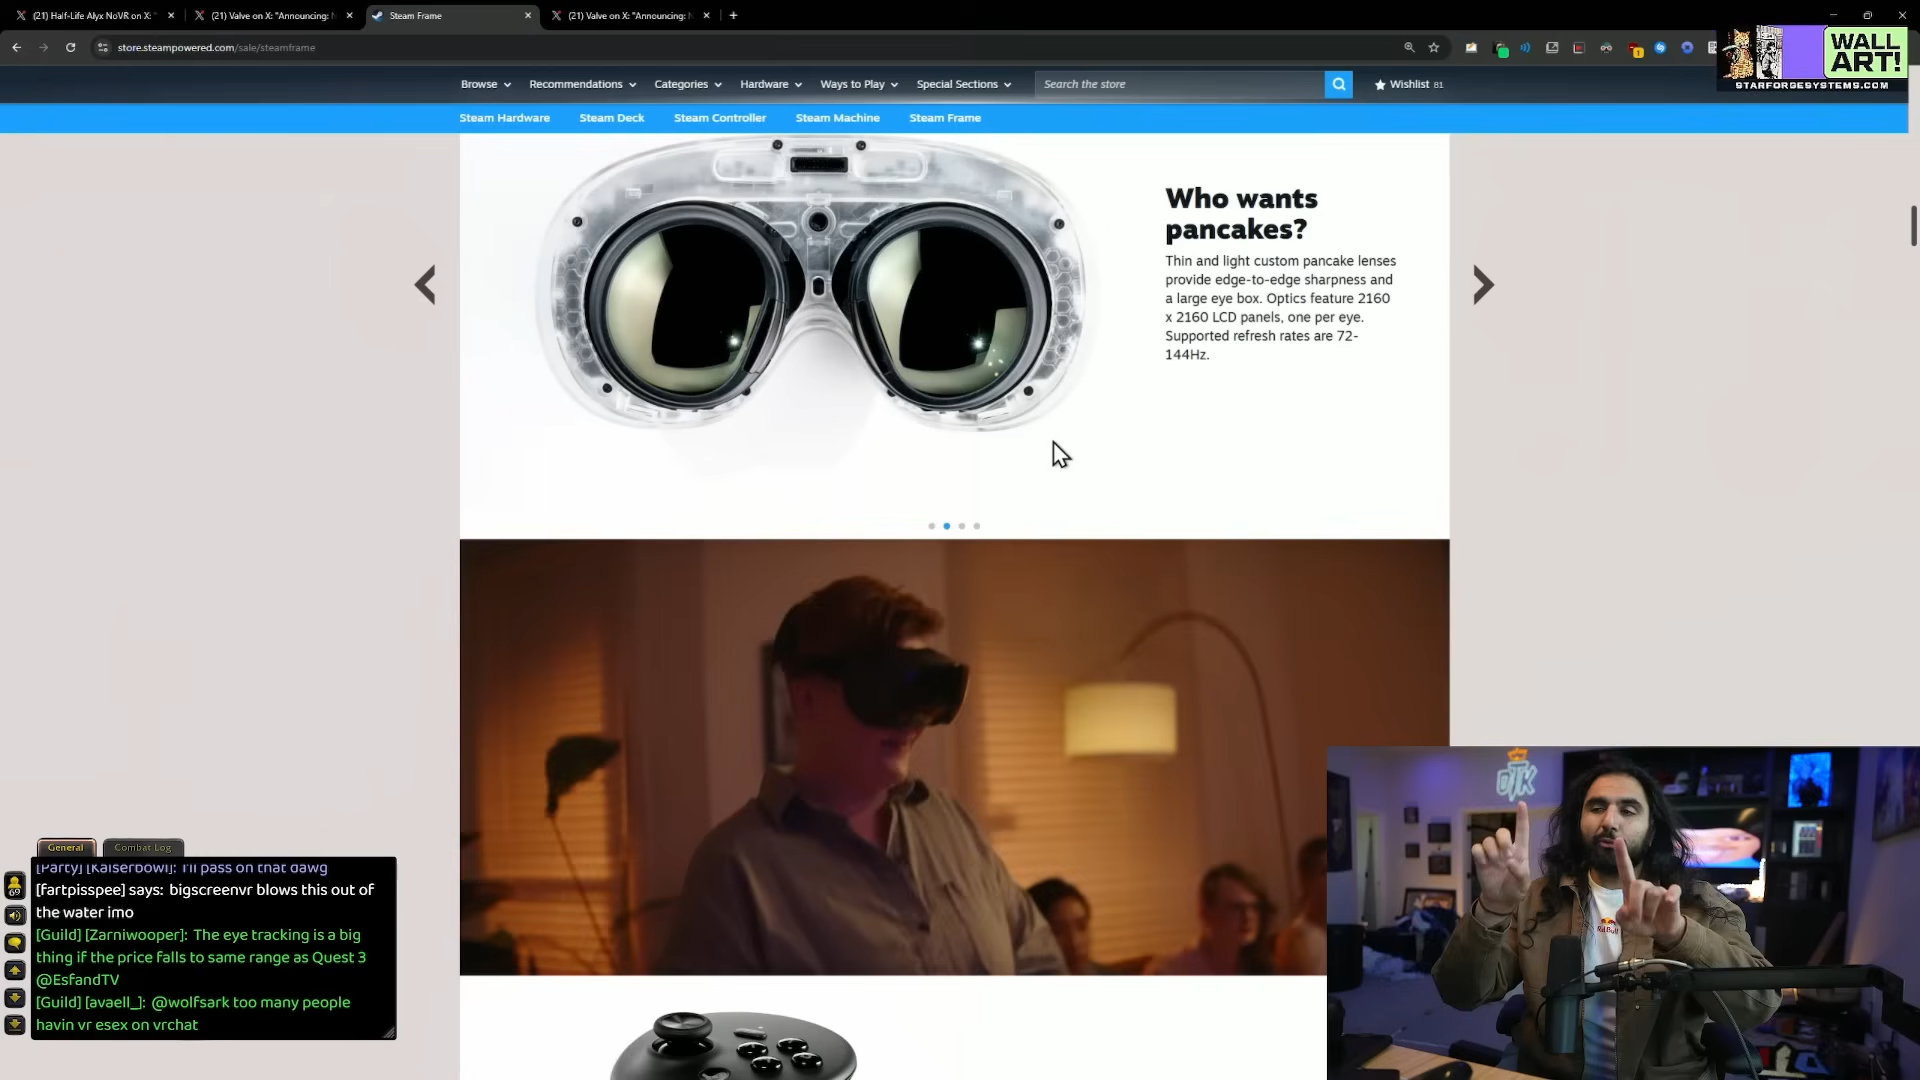 (21) Half-Life Alyx NoVR on X: "
(21) Valve on X: "Announcing: N
Steam Frame
(21) Valve on X: "Announcing: N
store.steampowered.com/sale/steamframe
WALL
ART!
STARFORGESYSTEMS.COM
Browse
Recommendations
Categories
Hardware
Ways to Play
Special Sections
Search the store
Wishlist 81
Steam Hardware
Steam Deck
Steam Controller
Steam Machine
Steam Frame
Who wants
pancakes?
Thin and light custom pancake lenses
provide edge-to-edge sharpness and
a large eye box. Optics feature 2160
x 2160 LCD panels, one per eye.
Supported refresh rates are 72-
144Hz.
General
Combat Log
[Party] [Kaiserbowl]: I'll pass on that dawg
[fartpisspee] says: bigscreenvr blows this out of
the water imo
[Guild] [Zarniwooper]: The eye tracking is a big
thing if the price falls to same range as Quest 3
@EsfandTV
[Guild] [avaell_]: @wolfsark too many people
havin vr esex on vrchat
69
OTK
Red Bull